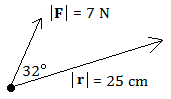 |F| = 7 N
32°
|r| = 25 cm